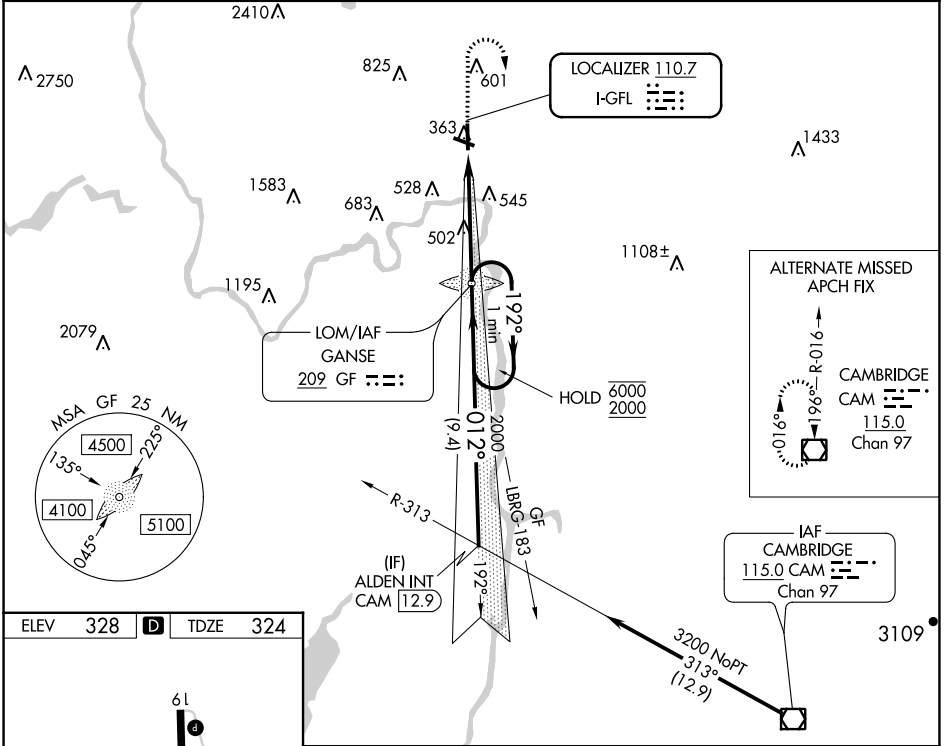 2410
2750
825
601
LOCALIZER 110.7
I-GFL
363
1433
1583
683
528
545
502
1108±
1195
2079
LOM/IAF
GANSE
209 GF
192°
1 min
HOLD 6000
2000
012°
(9.4)
2000
GF
LBRG-183
R-313
192°
(IF)
ALDEN INT
CAM 12.9
MSA GF 25 NM
4500
225°
135°
4100
5100
045°
ALTERNATE MISSED
APCH FIX
R-016
196°
016°
CAMBRIDGE
CAM
115.0
Chan 97
IAF
CAMBRIDGE
115.0 CAM
Chan 97
3109
3200 NoPT
313°
(12.9)
ELEV 328 D TDZE 324
19
P